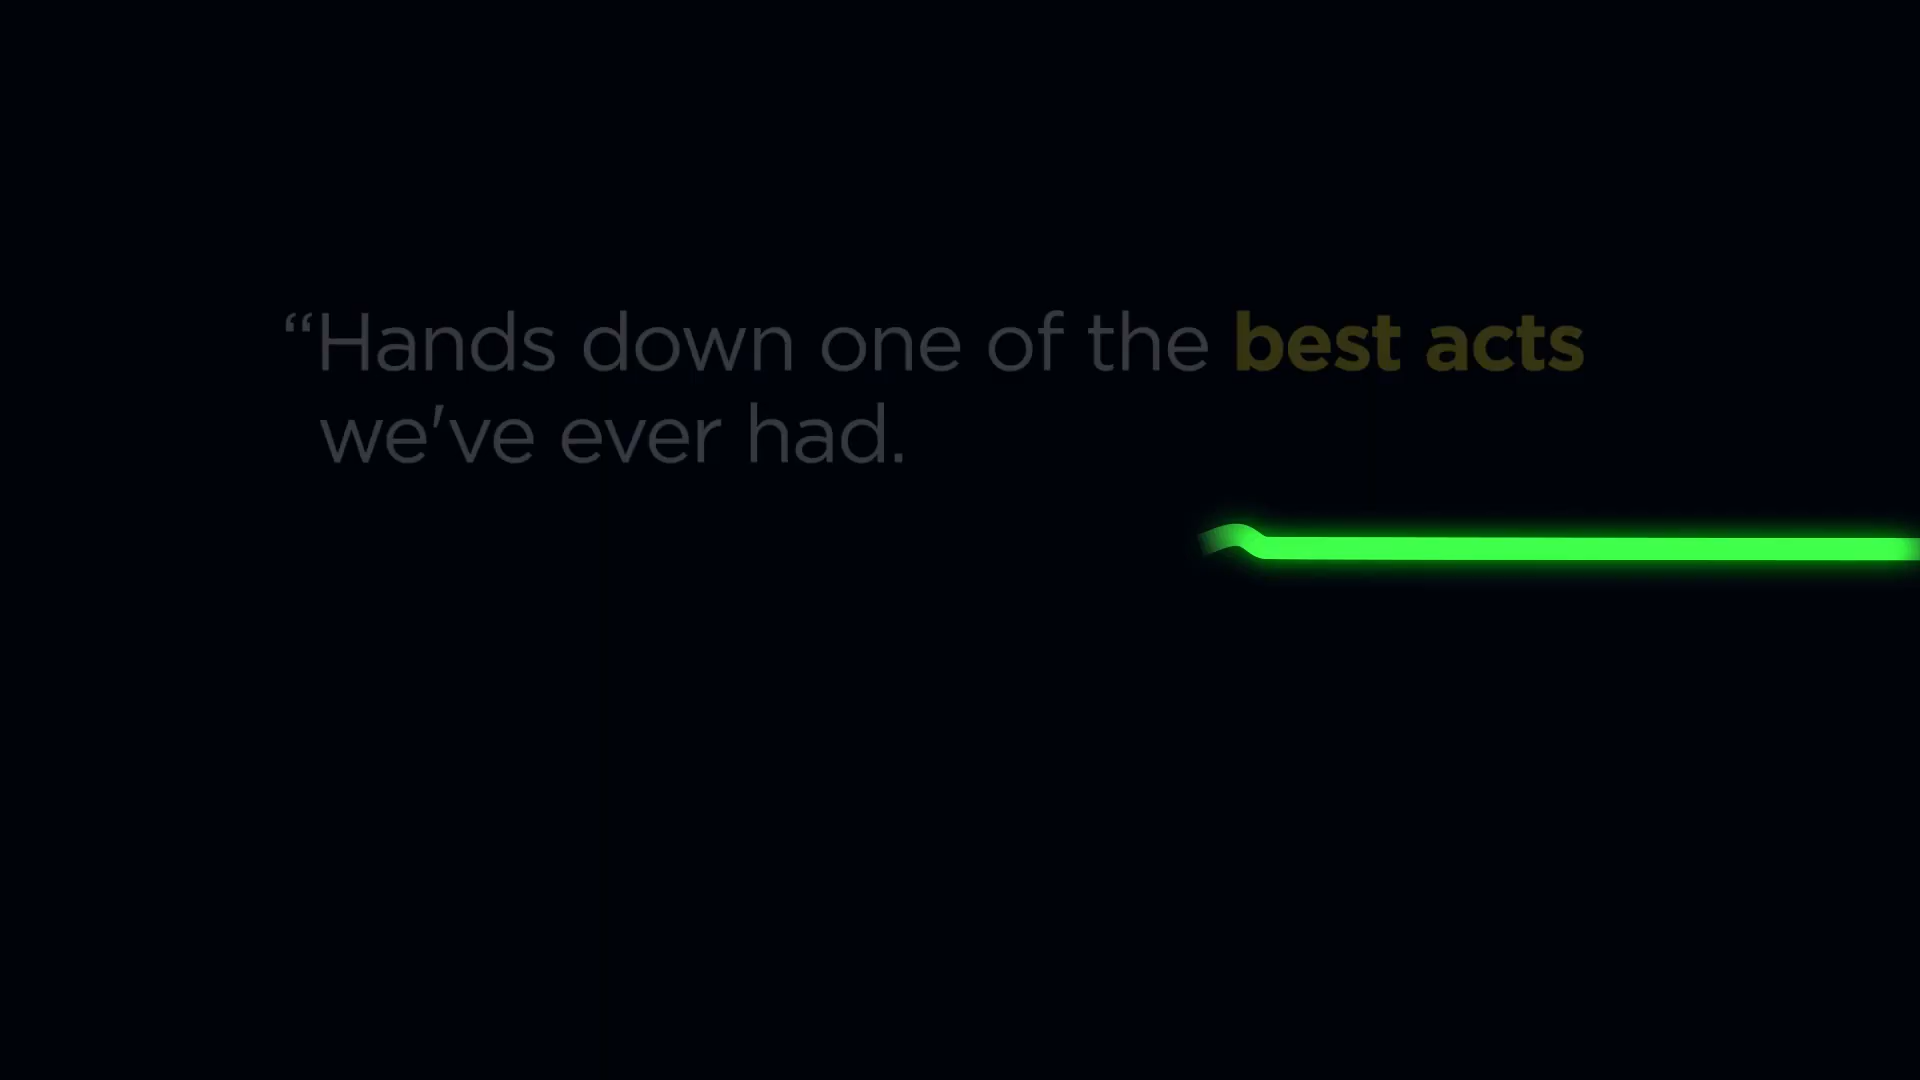 “Hands down one of the best acts
we've ever had.